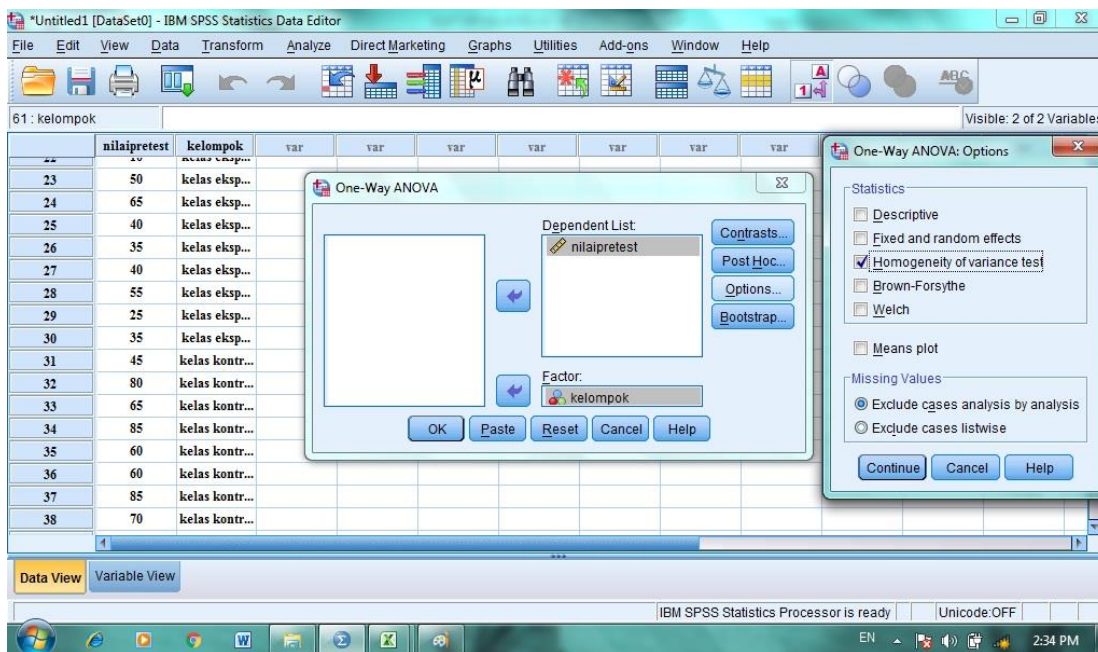 *Untitled1 [DataSet0] - IBM SPSS Statistics Data Editor
File Edit View Data Transform Analyze Direct Marketing Graphs Utilities Add-ons Window Help
61 : kelompok
Visible: 2 of 2 Variable
nilaipretest kelompok var var var var var var var
22
23 50 kelas eksp...
24 65 kelas eksp...
25 40 kelas eksp...
26 35 kelas eksp...
27 40 kelas eksp...
28 55 kelas eksp...
29 25 kelas eksp...
30 35 kelas eksp...
31 45 kelas kontr...
32 80 kelas kontr...
33 65 kelas kontr...
34 85 kelas kontr...
35 60 kelas kontr...
36 60 kelas kontr...
37 85 kelas kontr...
38 70 kelas kontr...
One-Way ANOVA
Dependent List:
nilaipretest
Contrasts...
Post Hoc...
Options...
Bootstrap...
Factor:
kelompok
OK Paste Reset Cancel Help
One-Way ANOVA: Options
Statistics
Descriptive
Fixed and random effects
Homogeneity of variance test
Brown-Forsythe
Welch
Means plot
Missing Values
Exclude cases analysis by analysis
Exclude cases listwise
Continue Cancel Help
Data View Variable View
IBM SPSS Statistics Processor is ready Unicode:OFF
EN 2:34 PM